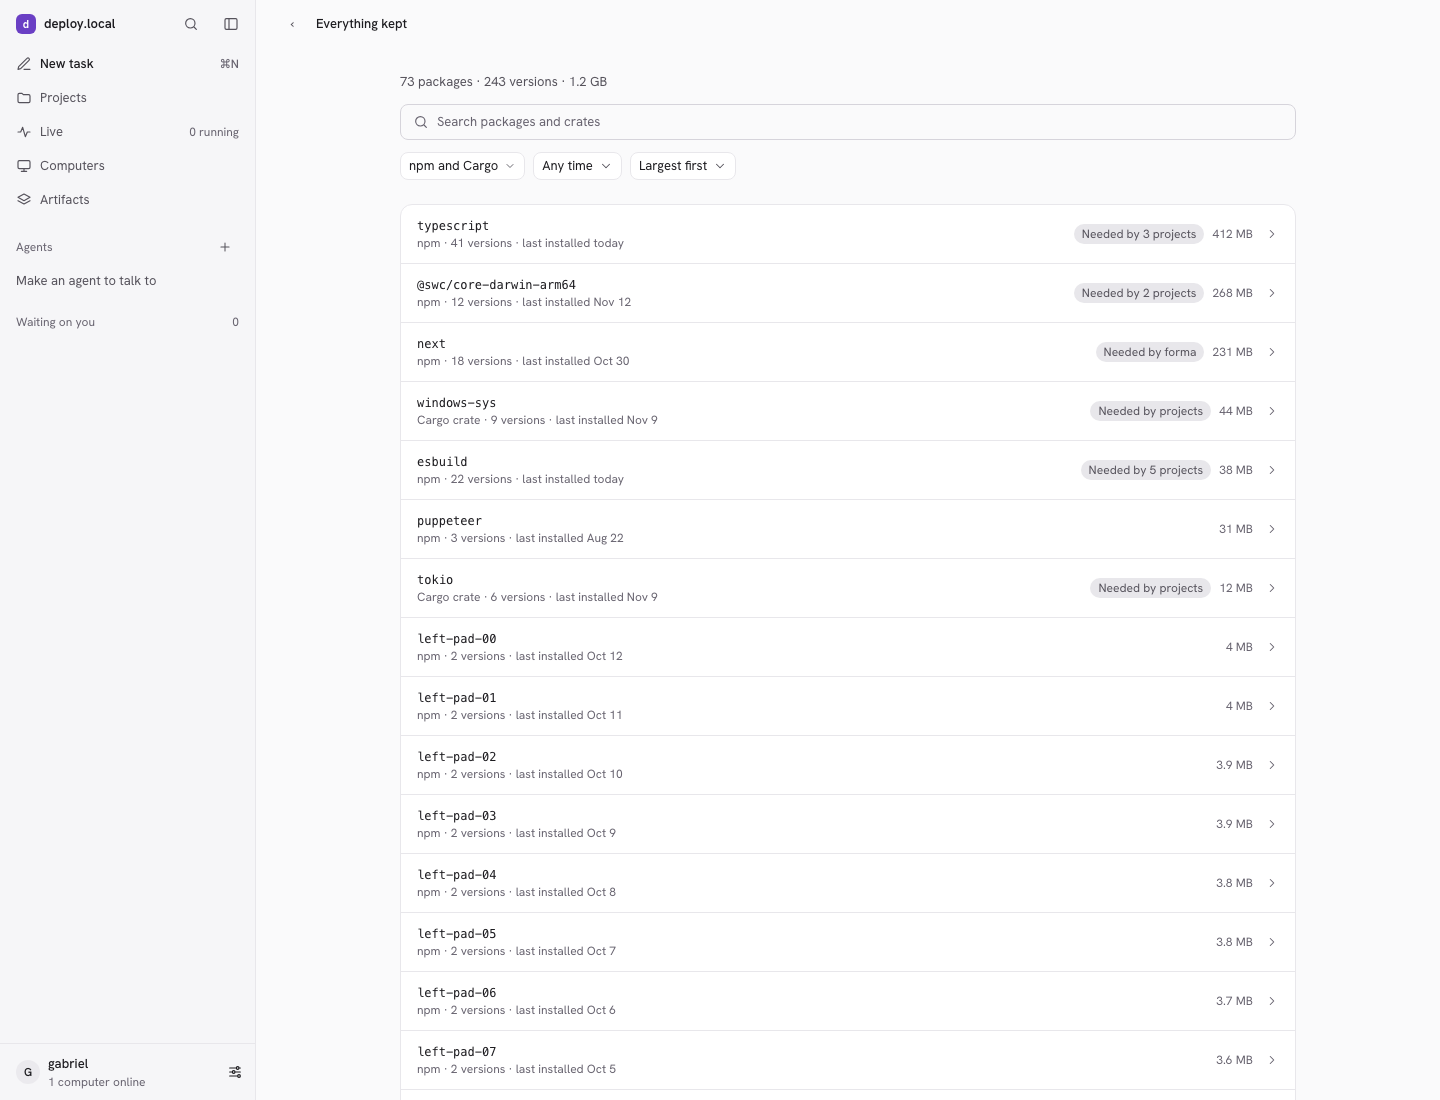 d deploy.local
New task ⌘N
Projects
Live 0 running
Computers
Artifacts
Agents
Make an agent to talk to
Waiting on you 0
G gabriel
1 computer online
Everything kept
73 packages · 243 versions · 1.2 GB
Search packages and crates
npm and Cargo Any time Largest first
typescript
npm · 41 versions · last installed today
Needed by 3 projects 412 MB
@swc/core-darwin-arm64
npm · 12 versions · last installed Nov 12
Needed by 2 projects 268 MB
next
npm · 18 versions · last installed Oct 30
Needed by forma 231 MB
windows-sys
Cargo crate · 9 versions · last installed Nov 9
Needed by projects 44 MB
esbuild
npm · 22 versions · last installed today
Needed by 5 projects 38 MB
puppeteer
npm · 3 versions · last installed Aug 22
31 MB
tokio
Cargo crate · 6 versions · last installed Nov 9
Needed by projects 12 MB
left-pad-00
npm · 2 versions · last installed Oct 12
4 MB
left-pad-01
npm · 2 versions · last installed Oct 11
4 MB
left-pad-02
npm · 2 versions · last installed Oct 10
3.9 MB
left-pad-03
npm · 2 versions · last installed Oct 9
3.9 MB
left-pad-04
npm · 2 versions · last installed Oct 8
3.8 MB
left-pad-05
npm · 2 versions · last installed Oct 7
3.8 MB
left-pad-06
npm · 2 versions · last installed Oct 6
3.7 MB
left-pad-07
npm · 2 versions · last installed Oct 5
3.6 MB